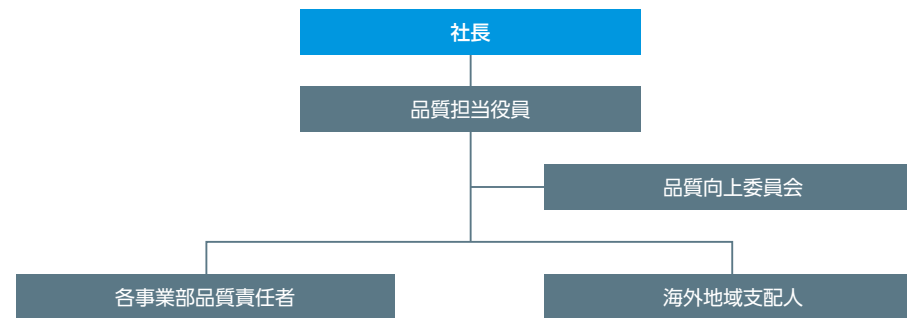 社長
品質担当役員
品質向上委員会
各事業部品質責任者
海外地域支配人